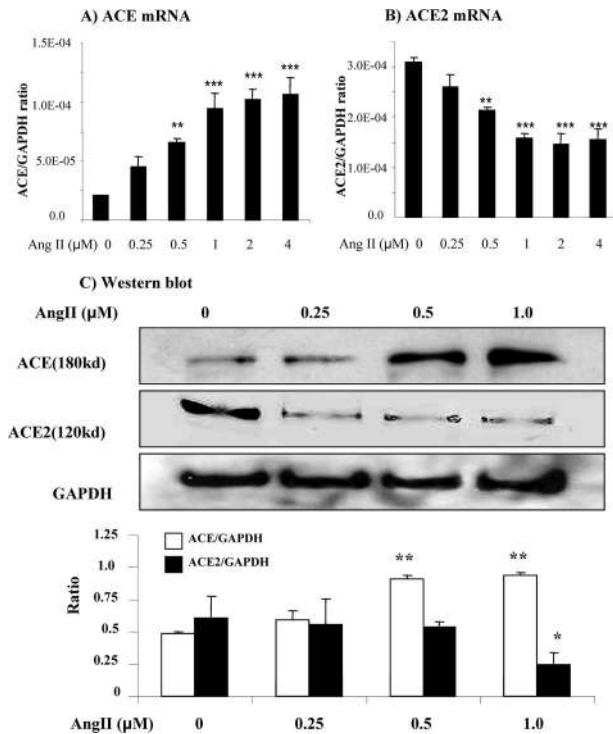 A) ACE mRNA
B) ACE2 mRNA
ACE/GAPDH ratio
1.5E-04
1.0E-04
5.0E-05
0.0
** *** *** ***
Ang II (µM) 0 0.25 0.5 1 2 4
ACE2/GAPDH ratio
3.0E-04
2.0E-04
1.0E-04
0.0
** *** *** ***
Ang II (µM) 0 0.25 0.5 1 2 4
C) Western blot
AngII (µM) 0 0.25 0.5 1.0
ACE(180kd)
ACE2(120kd)
GAPDH
Ratio
1.25
1.0
0.75
0.5
0.25
0
ACE/GAPDH
ACE2/GAPDH
** ** *
AngII (µM) 0 0.25 0.5 1.0